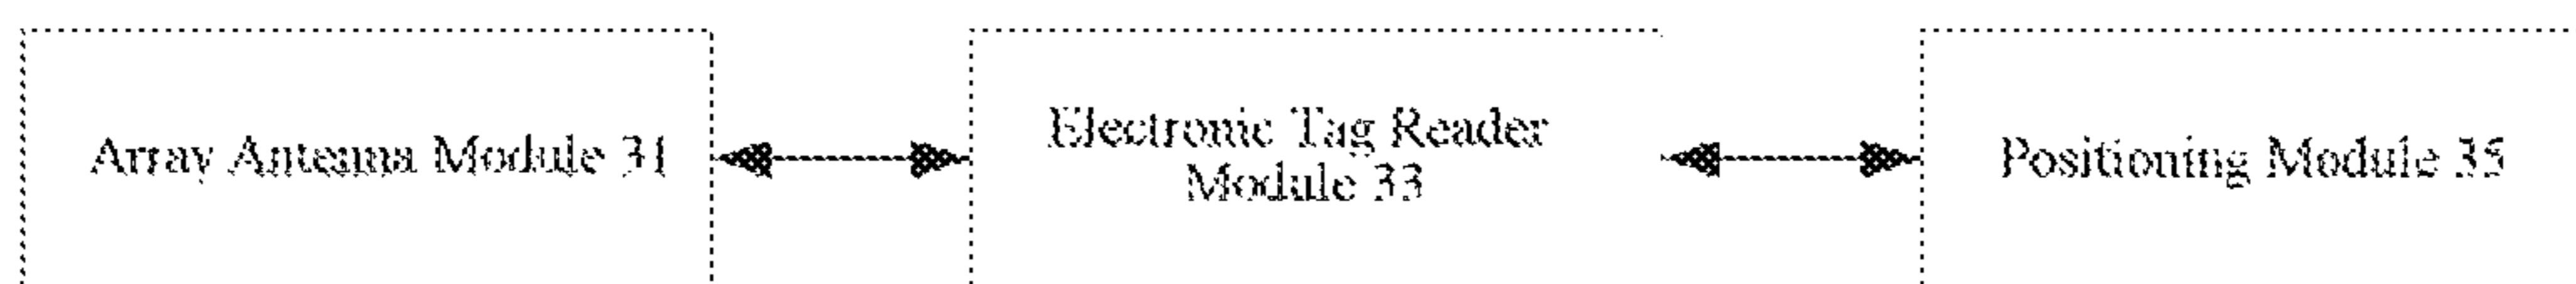 Array Antenna Module 31
Electronic Tag Reader
Module 33
Positioning Module 35